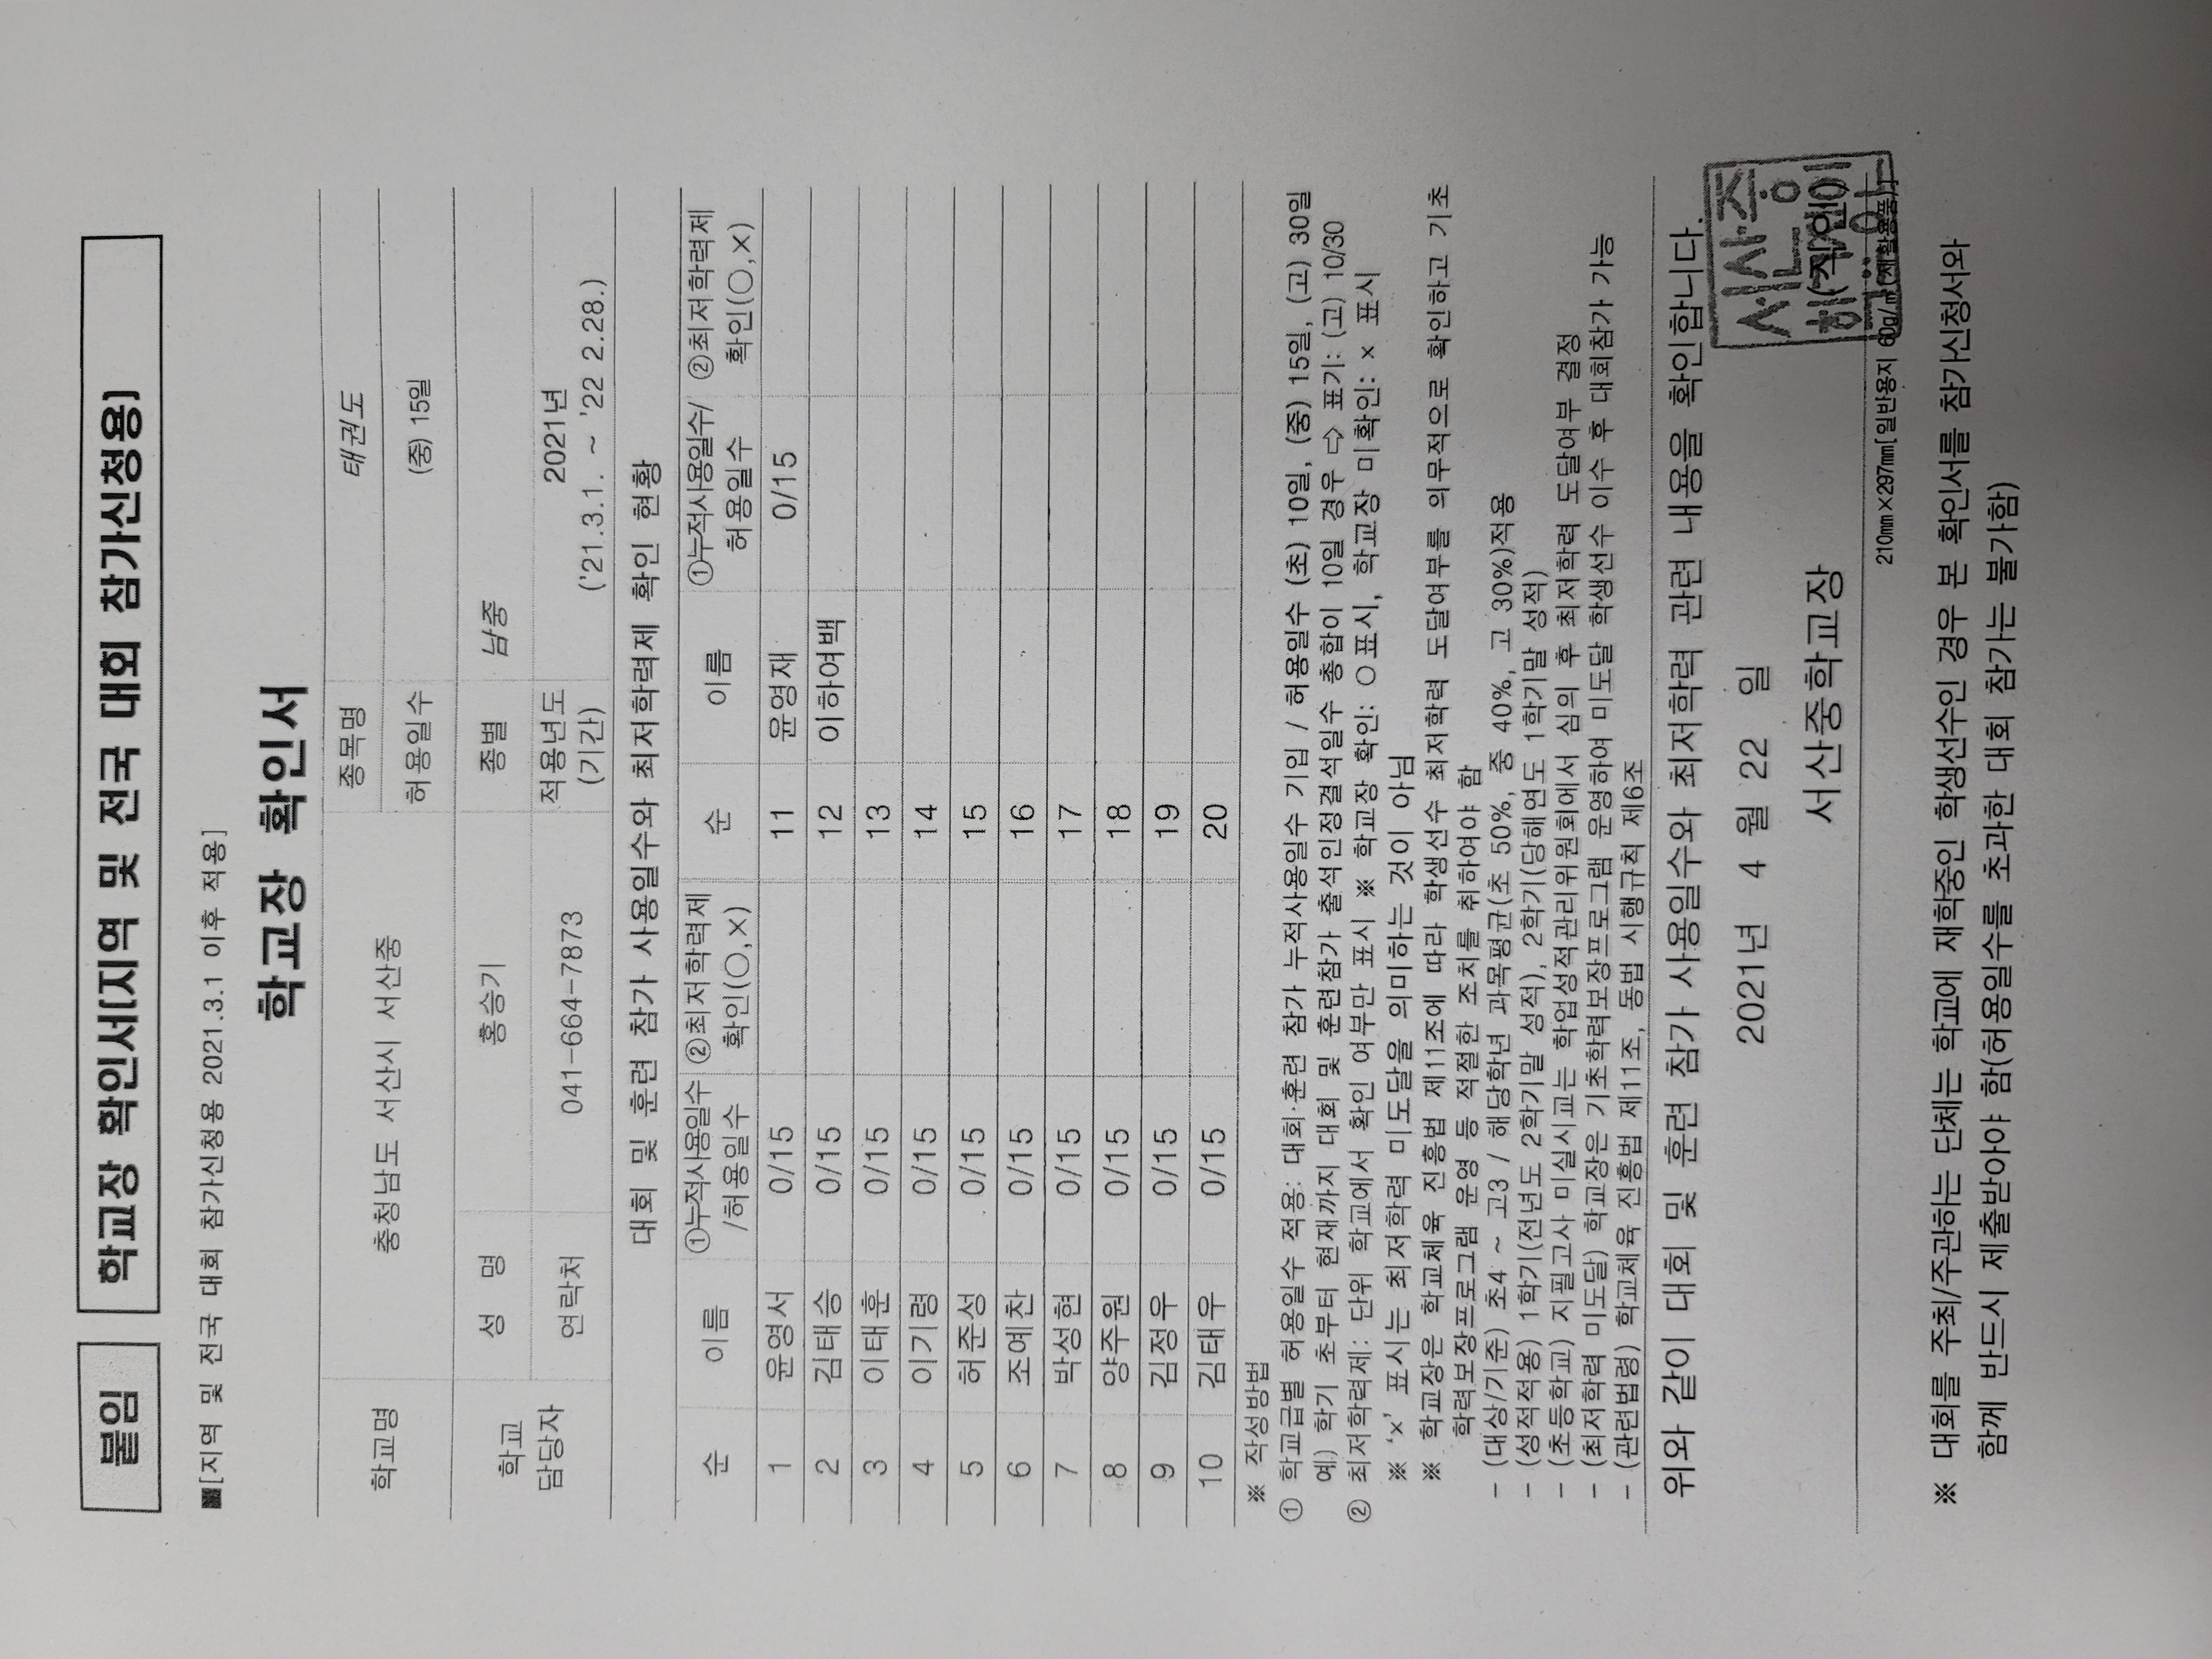 붙임 학교장 확인서[지역 및 전국 대회 참가신청용]
■[지역 및 전국 대회 참가신청용 2021.3.1 이후 적용]
학교장 확인서
학교명 충청남도 서산시 서산중 종목명 태권도
허용일수 (중) 15일
학교 담당자 성 명 홍승기 종별 남중
연락처 041-664-7873 적용년도 (기간) 2021년
('21.3.1. ~ '22 2.28.)
대회 및 훈련 참가 사용일수와 최저학력제 확인 현황
순 이름 ①누적사용일수/허용일수 ②최저학력제 확인(○,×) 순 이름 ①누적사용일수/허용일수 ②최저학력제 확인(○,×)
1 윤영서 0/15 11 윤영재 0/15
2 김태승 0/15 12 이하여백
3 이태훈 0/15 13
4 이기령 0/15 14
5 허준성 0/15 15
6 조예찬 0/15 16
7 박성현 0/15 17
8 양주원 0/15 18
9 김정우 0/15 19
10 김태우 0/15 20
※ 작성방법
① 학교급별 허용일수 적용: 대회·훈련 참가 누적사용일수 기입 / 허용일수 (초) 10일, (중) 15일, (고) 30일
예) 학기 초부터 현재까지 대회 및 훈련참가 출석인정결석일수 총합이 10일 경우 ⇨ 표기: (고) 10/30
② 최저학력제: 단위 학교에서 확인 여부만 표시 ※ 학교장 확인: ○ 표시, 학교장 미확인: × 표시
※ '×' 표시는 최저학력 미도달을 의미하는 것이 아님
※ 학교장은 학교체육 진흥법 제11조에 따라 학생선수 최저학력 도달여부를 의무적으로 확인하고 기초
학력보장프로그램 운영 등 적절한 조치를 취하여야 함
- (대상/기준) 초4 ~ 고3 / 해당학년 과목평균(초 50%, 중 40%, 고 30%)적용
- (성적적용) 1학기(전년도 2학기말 성적), 2학기(당해연도 1학기말 성적)
- (초등학교) 지필고사 미실시교는 학업성적관리위원회에서 심의 후 최저학력 도달여부 결정
- (최저학력 미도달) 학교장은 기초학력보장프로그램 운영하여 미도달 학생선수 이수 후 대회참가 가능
- (관련법령) 학교체육 진흥법 제11조, 동법 시행규칙 제6조
위와 같이 대회 및 훈련 참가 사용일수와 최저학력 관련 내용을 확인합니다.
2021년 4 월 22 일
서산중학교장 (직인)
210㎜×297㎜[일반용지 60g/㎡(재활용품)]
※ 대회를 주최/주관하는 단체는 학교에 재학중인 학생선수인 경우 본 확인서를 참가신청서와
함께 반드시 제출받아야 함(허용일수를 초과한 대회 참가는 불가함)